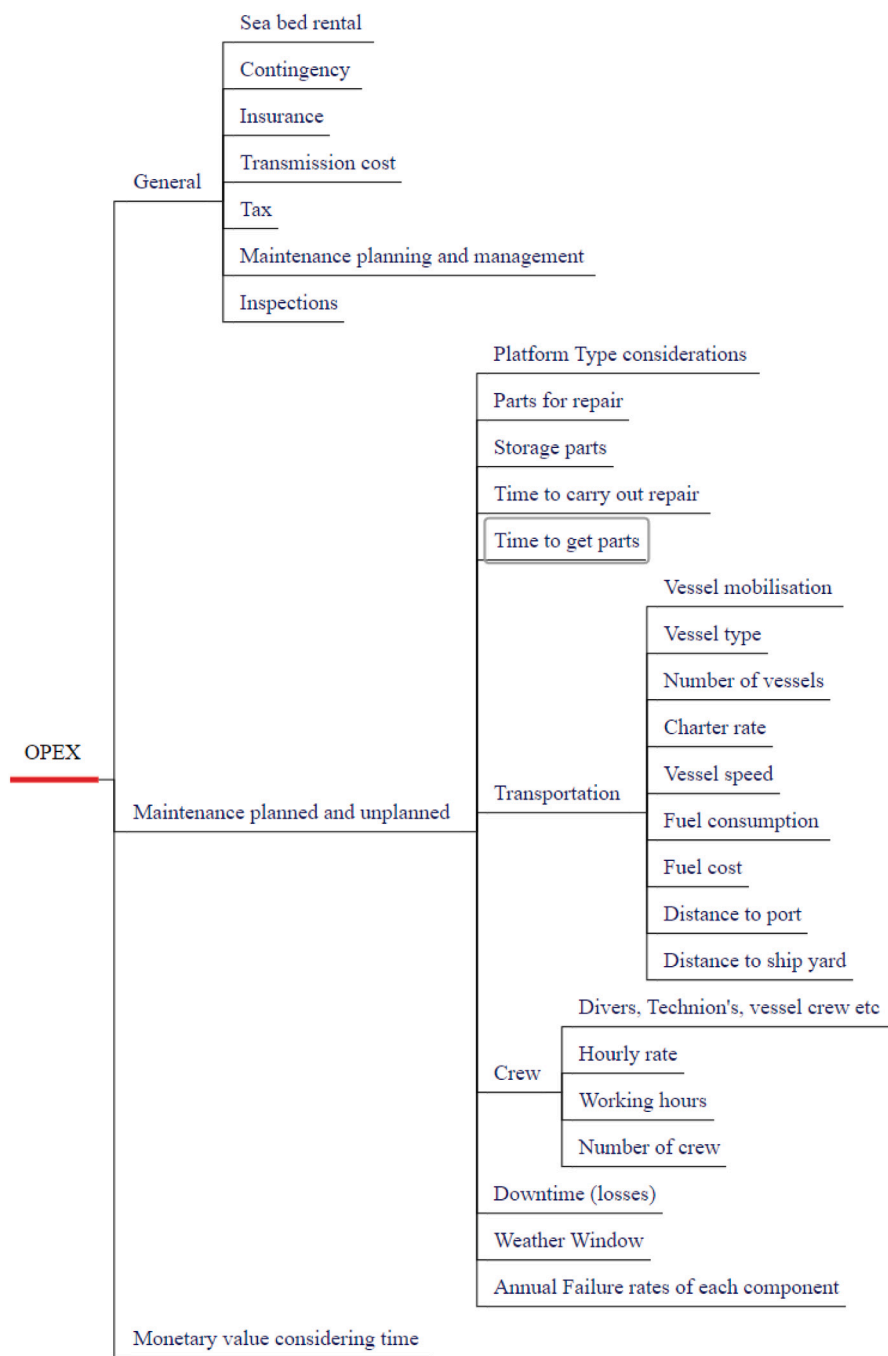 Sea bed rental
Contingency
Insurance
Transmission cost
General
Tax
Maintenance planning and management
Inspections
Platform Type considerations
Parts for repair
Storage parts
Time to carry out repair
Time to get parts
Vessel mobilisation
Vessel type
Number of vessels
Charter rate
OPEX
Vessel speed
Transportation
Maintenance planned and unplanned
Fuel consumption
Fuel cost
Distance to port
Distance to ship yard
Divers, Technion's, vessel crew etc
Hourly rate
Crew
Working hours
Number of crew
Downtime (losses)
Weather Window
Annual Failure rates of each component
Monetary value considering time